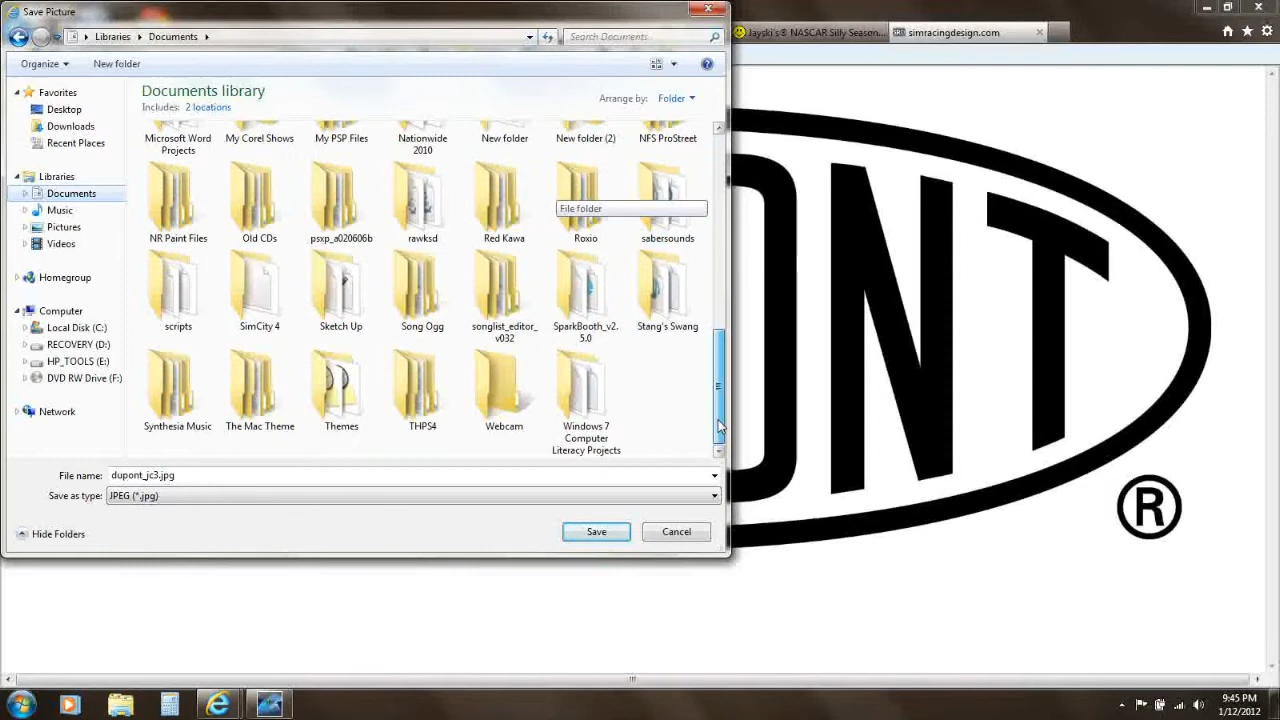 Save Picture
Libraries
Documents
Search Documents
Jayski's® NASCAR Silly Season...
simracingdesign.com
Organize
New folder
Documents library
Includes: 2 locations
Arrange by: Folder
Favorites
Desktop
Downloads
Recent Places
Libraries
Documents
Music
Pictures
Videos
Homegroup
Computer
Local Disk (C:)
RECOVERY (D:)
HP_TOOLS (E:)
DVD RW Drive (F:)
Network
Microsoft Word
Projects
My Corel Shows
My PSP Files
Nationwide
2010
New folder
New folder (2)
NFS ProStreet
File folder
NR Paint Files
Old CDs
psxp_a020606b
rawksd
Red Kawa
Roxio
sabersounds
scripts
SimCity 4
Sketch Up
Song Ogg
songlist_editor_
v032
SparkBooth_v2.
5.0
Stang's Swang
Synthesia Music
The Mac Theme
Themes
THPS4
Webcam
Windows 7
Computer
Literacy Projects
File name: dupont_jc3.jpg
Save as type: JPEG (*.jpg)
Hide Folders
Save
Cancel
NT
®
9:45 PM
1/12/2012